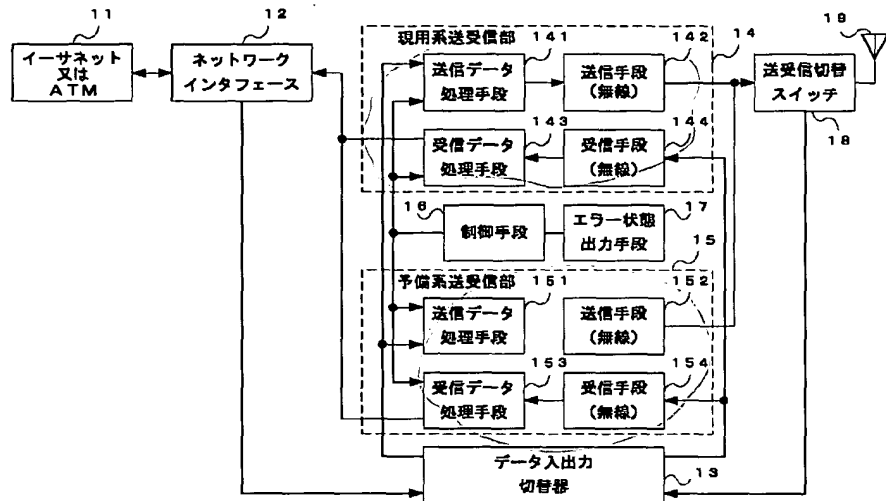 11
イーサネット
又は
ATM
12
ネットワーク
インタフェース
現用系送受信部
14
141
送信データ
処理手段
142
送信手段
(無線)
143
受信データ
処理手段
144
受信手段
(無線)
19
送受信切替
スイッチ
18
16
制御手段
17
エラー状態
出力手段
15
予備系送受信部
151
送信データ
処理手段
152
送信手段
(無線)
153
受信データ
処理手段
154
受信手段
(無線)
データ入出力
切替器
13